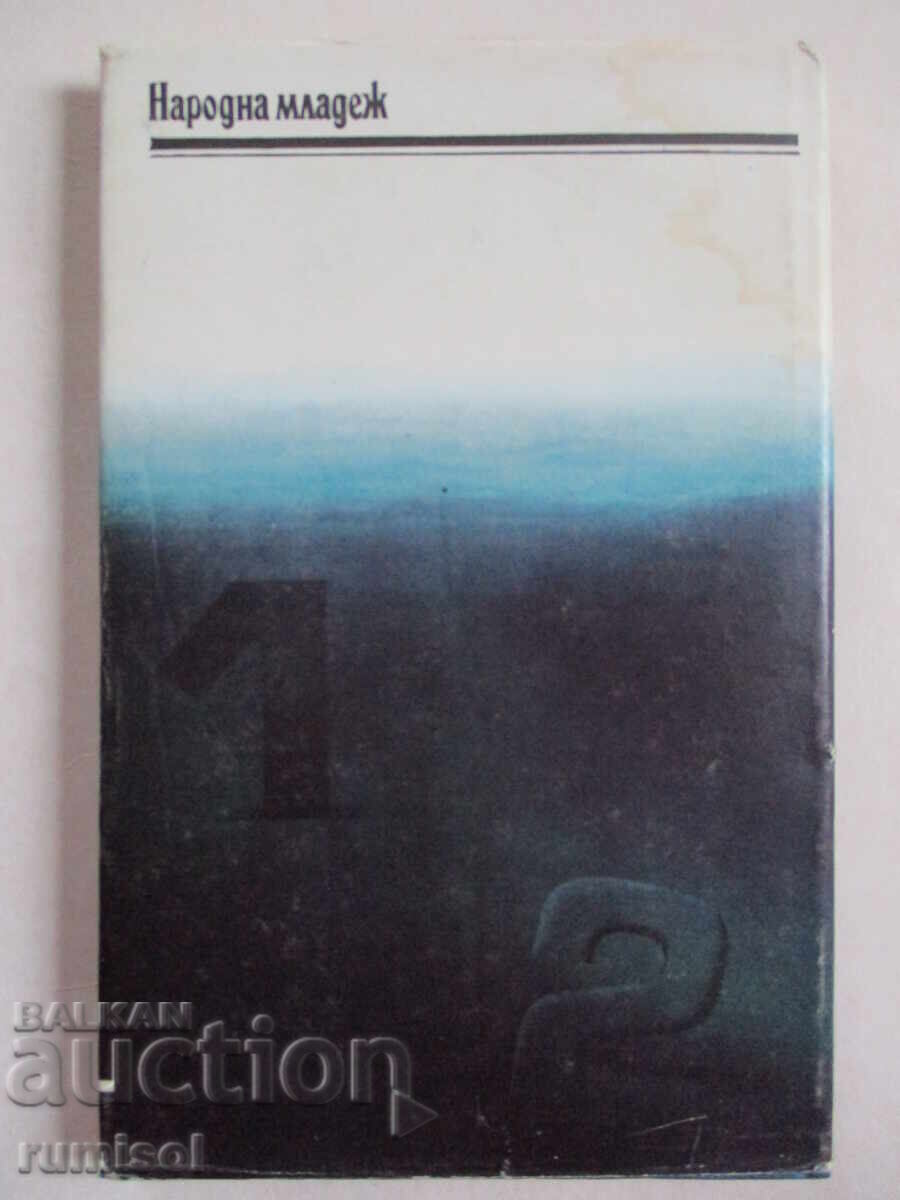 Народна младеж
1
2
BALKAN
auction
rumisol